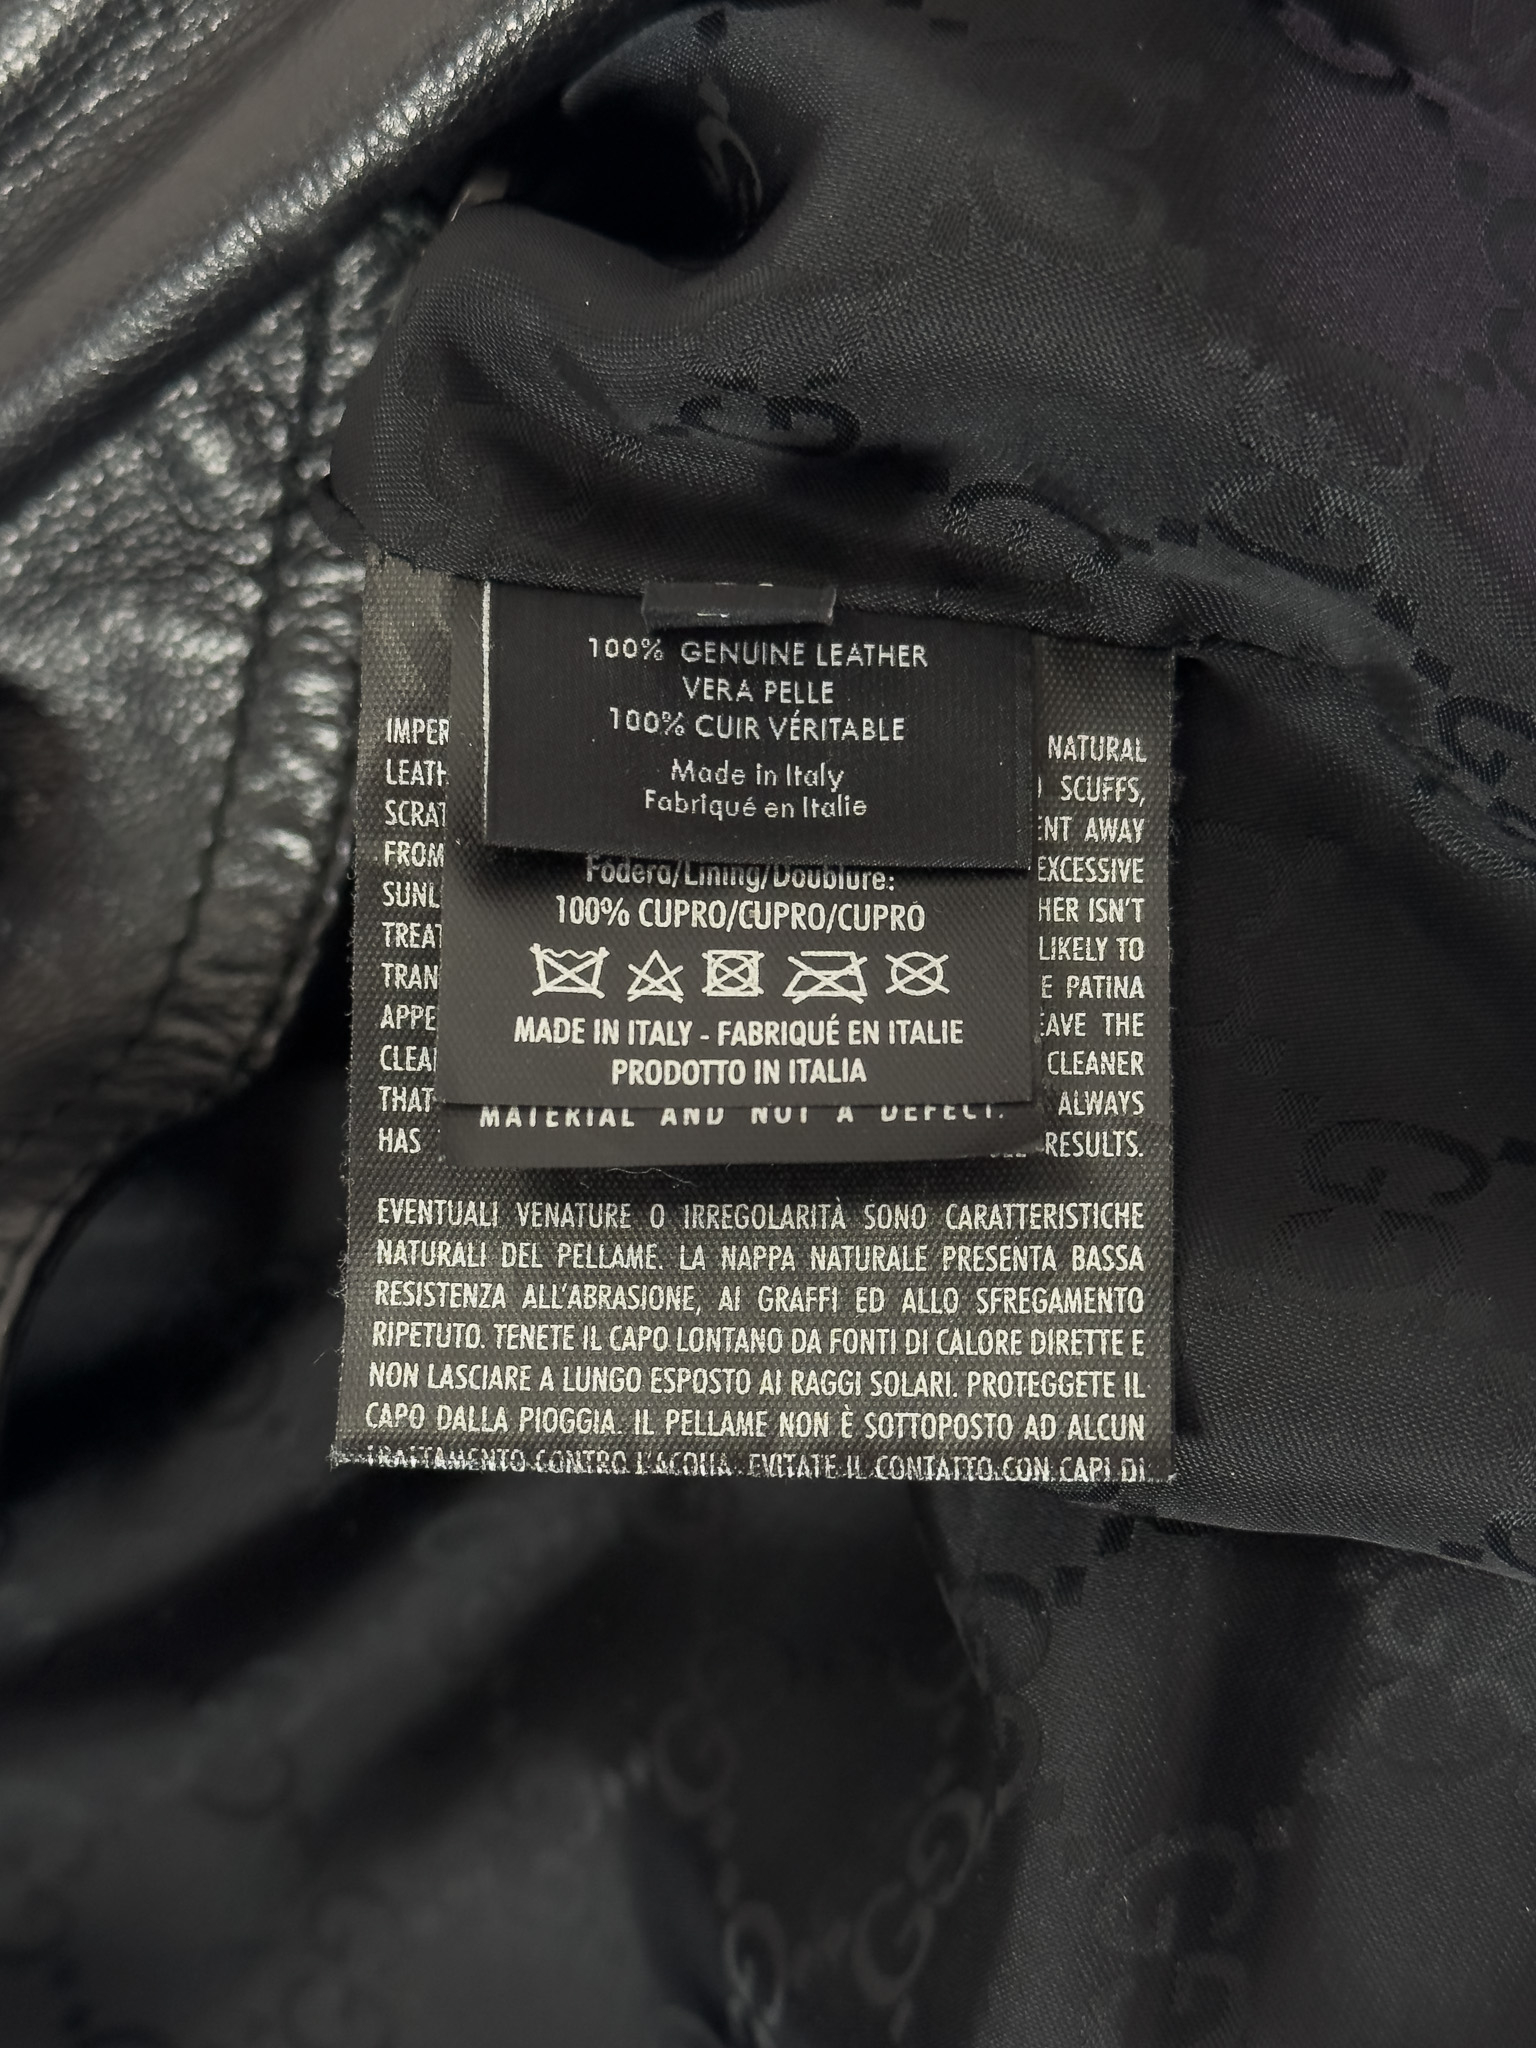 100% GENUINE LEATHER
VERA PELLE
100% CUIR VÉRITABLE
Made in Italy
Fabriqué en Italie
Fodera/Lining/Doublure:
100% CUPRO/CUPRO/CUPRO
MADE IN ITALY - FABRIQUÉ EN ITALIE
PRODOTTO IN ITALIA
MATERIAL AND NOT A DEFECT.
NATURAL
SCUFFS,
AWAY
SCRAT
FROM EXCESSIVE
ISN'T
LIKELY TO
PATINA
THE
CLEANER
THAT ALWAYS
HAS RESULTS.
EVENTUALI VENATURE O IRREGOLARITÀ SONO CARATTERISTICHE
NATURALI DEL PELLAME. LA NAPPA NATURALE PRESENTA BASSA
RESISTENZA ALL'ABRASIONE, AI GRAFFI ED ALLO SFREGAMENTO
RIPETUTO. TENETE IL CAPO LONTANO DA FONTI DI CALORE DIRETTE E
NON LASCIARE A LUNGO ESPOSTO AI RAGGI SOLARI. PROTEGGETE IL
CAPO DALLA PIOGGIA. IL PELLAME NON È SOTTOPOSTO AD ALCUN
TRATTAMENTO CONTRO L'ACQUA. EVITATE IL CONTATTO CON CAPI DI